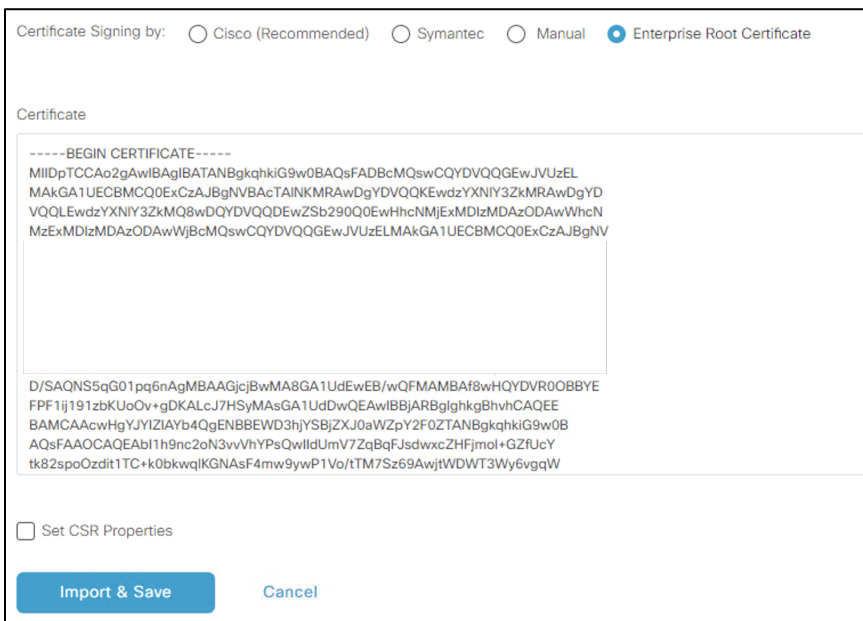 Certificate Signing by: Cisco (Recommended) Symantec Manual Enterprise Root Certificate
Certificate
-----BEGIN CERTIFICATE-----
MIIDpTCCAo2gAwIBAgIBATANBgkqhkiG9w0BAQsFADBcMQswCQYDVQQGEwJVUzEL
MAkGA1UECBMCQ0ExCzAJBgNVBAcTAlNKMRAwDgYDVQQKEwdzYXNlY3ZkMRAwDgYD
VQQLEwdzYXNlY3ZkMQ8wDQYDVQQDEwZSb290Q0EwHhcNMjExMDIzMDAzODAwWhcN
MzExMDIzMDAzODAwWjBcMQswCQYDVQQGEwJVUzELMAkGA1UECBMCQ0ExCzAJBgNV
D/SAQNS5qG01pq6nAgMBAAGjcjBwMA8GA1UdEwEB/wQFMAMBAf8wHQYDVR0OBBYE
FPF1ij191zbKUoOv+gDKALcJ7HSyMAsGA1UdDwQEAwIBBjARBglghkgBhvhCAQEE
BAMCAAcwHgYJYIZIAYb4QgENBBEWD3hjYSBjZXJ0aWZpY2F0ZTANBgkqhkiG9w0B
AQsFAAOCAQEAbI1h9nc2oN3vvVhYPsQwIldUmV7ZqBqFJsdwxcZHFjmol+GZfUcY
tk82spoOzdit1TC+k0bkwqlKGNAsF4mw9ywP1Vo/tTM7Sz69AwjtWDWT3Wy6vgqW
Set CSR Properties
Import & Save Cancel